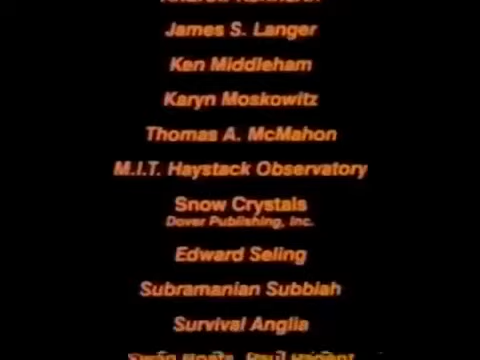 James S. Langer
Ken Middleham
Karyn Moskowitz
Thomas A. McMahon
M.I.T. Haystack Observatory
Snow Crystals
Dover Publishing, Inc.
Edward Seling
Subramanian Subbiah
Survival Anglia